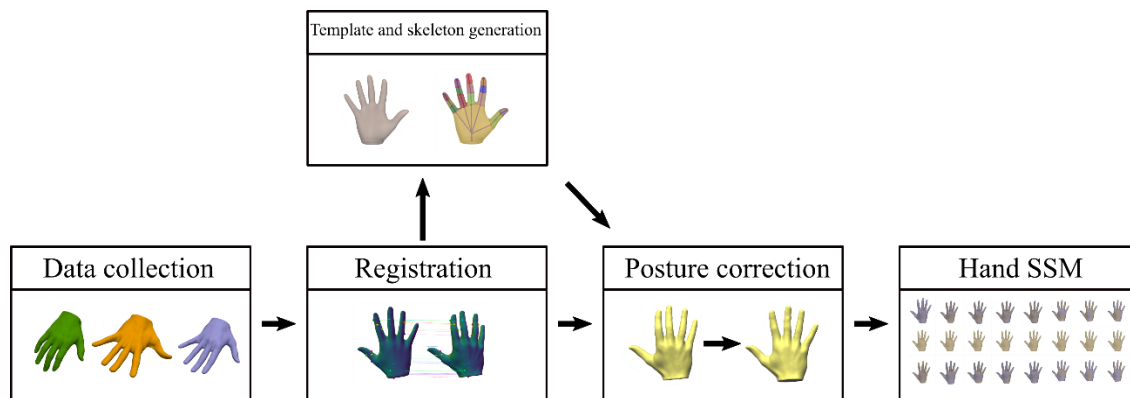 Template and skeleton generation
Data collection
Registration
Posture correction
Hand SSM